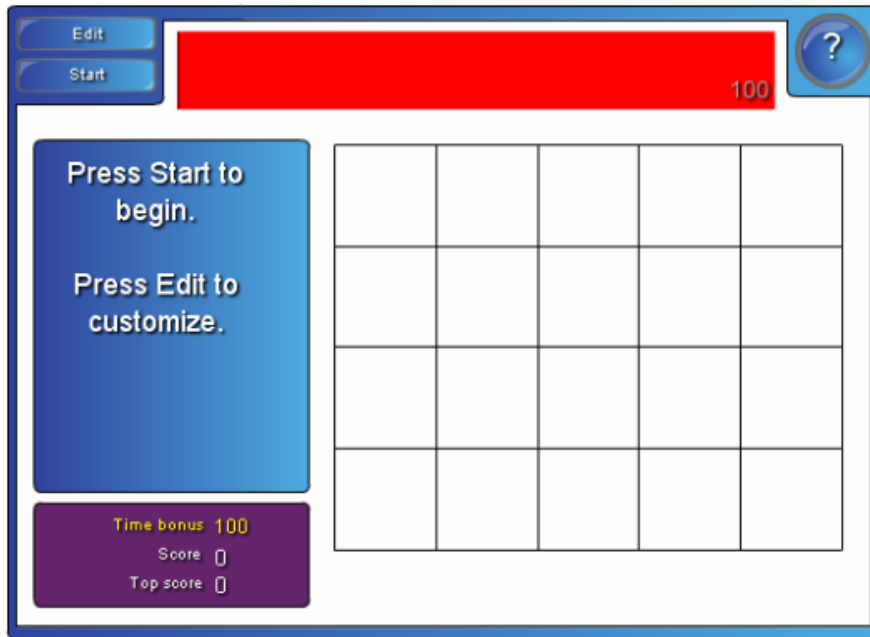 Edit
Start
100
?
Press Start to
begin.
Press Edit to
customize.
Time bonus 100
Score 0
Top score 0